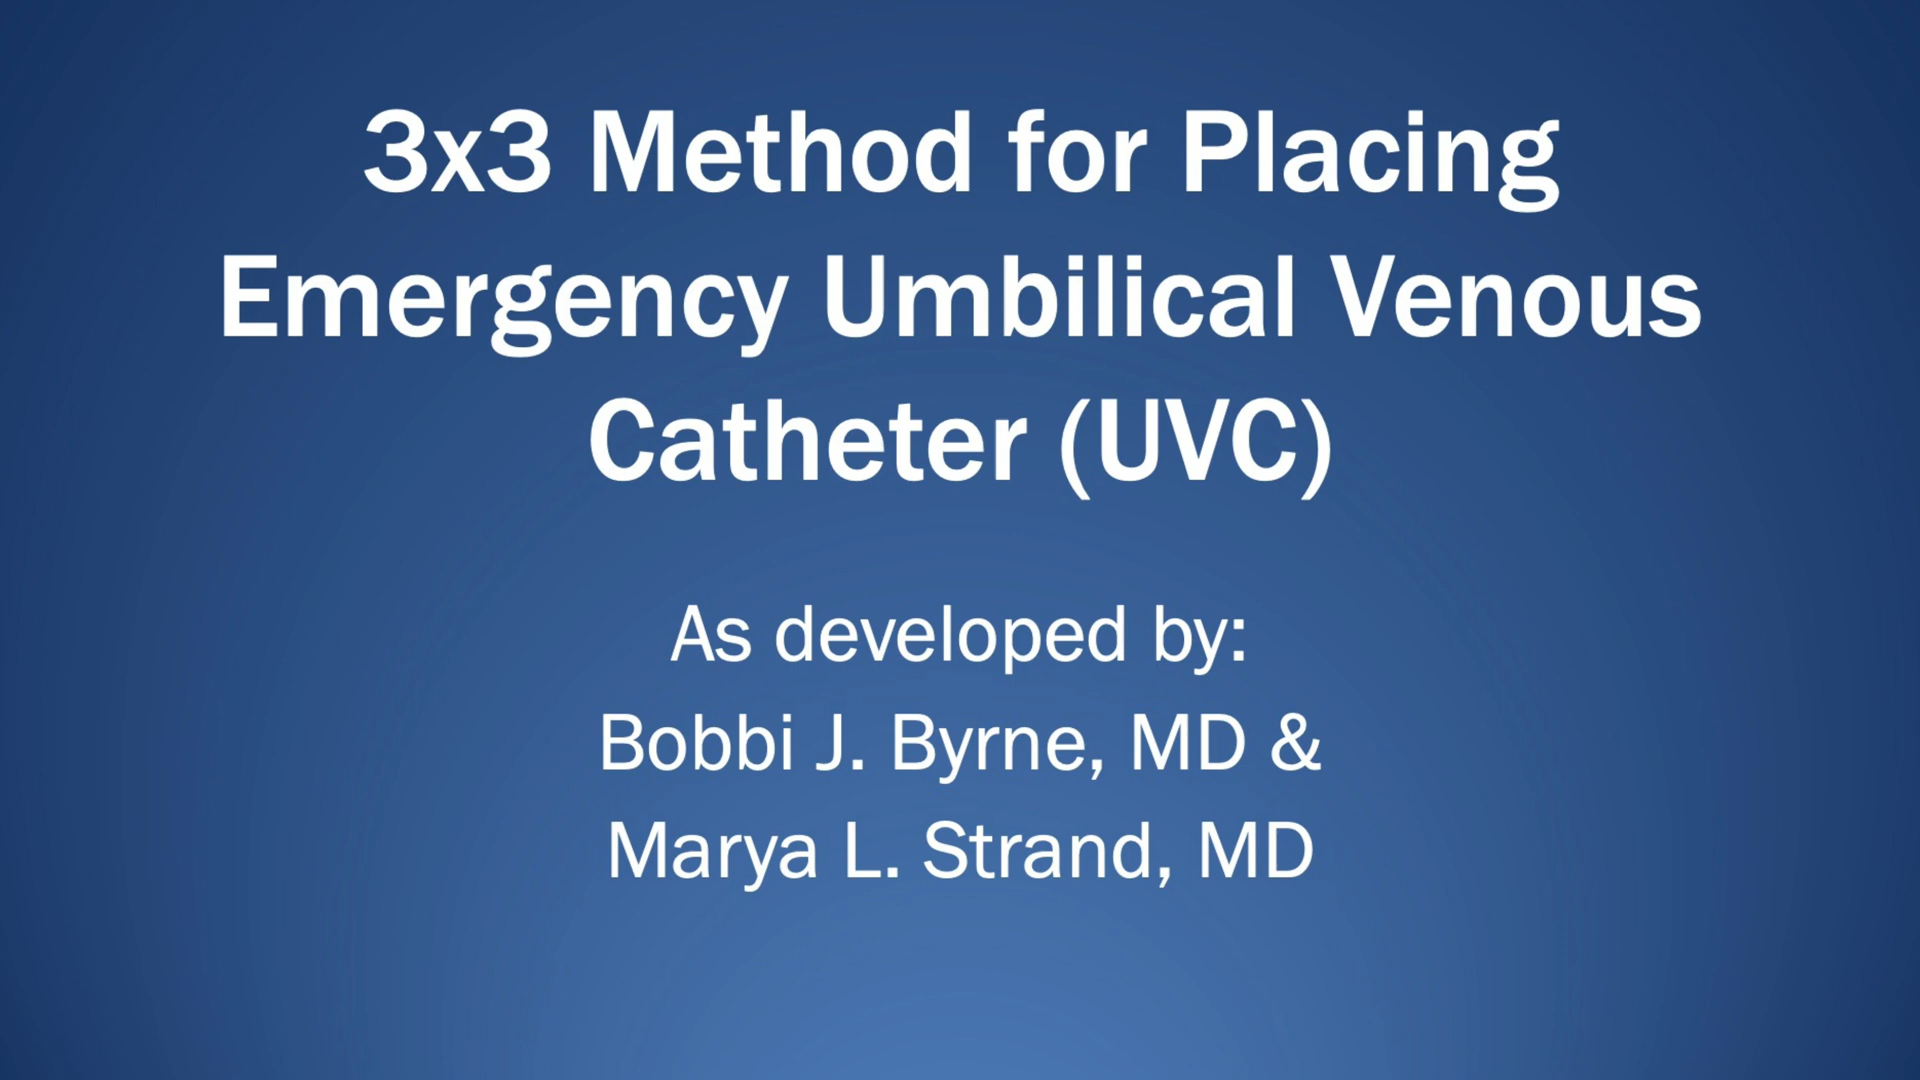 3x3 Method for Placing
Emergency Umbilical Venous
Catheter (UVC)
As developed by:
Bobbi J. Byrne, MD &
Marya L. Strand, MD